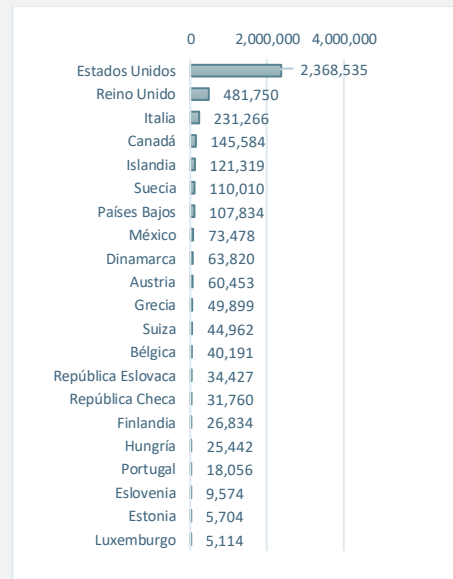 0 2,000,000 4,000,000
Estados Unidos 2,368,535
Reino Unido 481,750
Italia 231,266
Canadá 145,584
Islandia 121,319
Suecia 110,010
Países Bajos 107,834
México 73,478
Dinamarca 63,820
Austria 60,453
Grecia 49,899
Suiza 44,962
Bélgica 40,191
República Eslovaca 34,427
República Checa 31,760
Finlandia 26,834
Hungría 25,442
Portugal 18,056
Eslovenia 9,574
Estonia 5,704
Luxemburgo 5,114